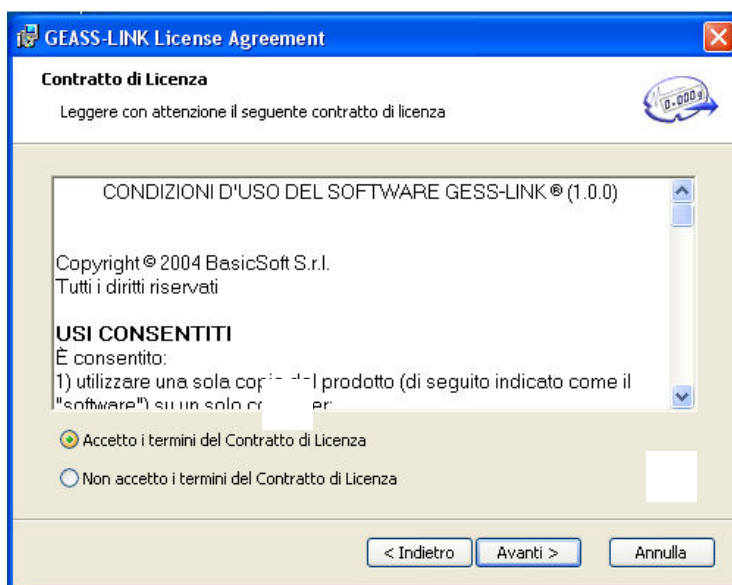 GEASS-LINK License Agreement
Contratto di Licenza
Leggere con attenzione il seguente contratto di licenza
0.000g
CONDIZIONI D'USO DEL SOFTWARE GESS-LINK ® (1.0.0)
Copyright © 2004 BasicSoft S.r.l.
Tutti i diritti riservati
USI CONSENTITI
È consentito:
1) utilizzare una sola prodotto (di seguito indicato come il
"software") su un solo
Accetto i termini del Contratto di Licenza
Non accetto i termini del Contratto di Licenza
< Indietro
Avanti >
Annulla